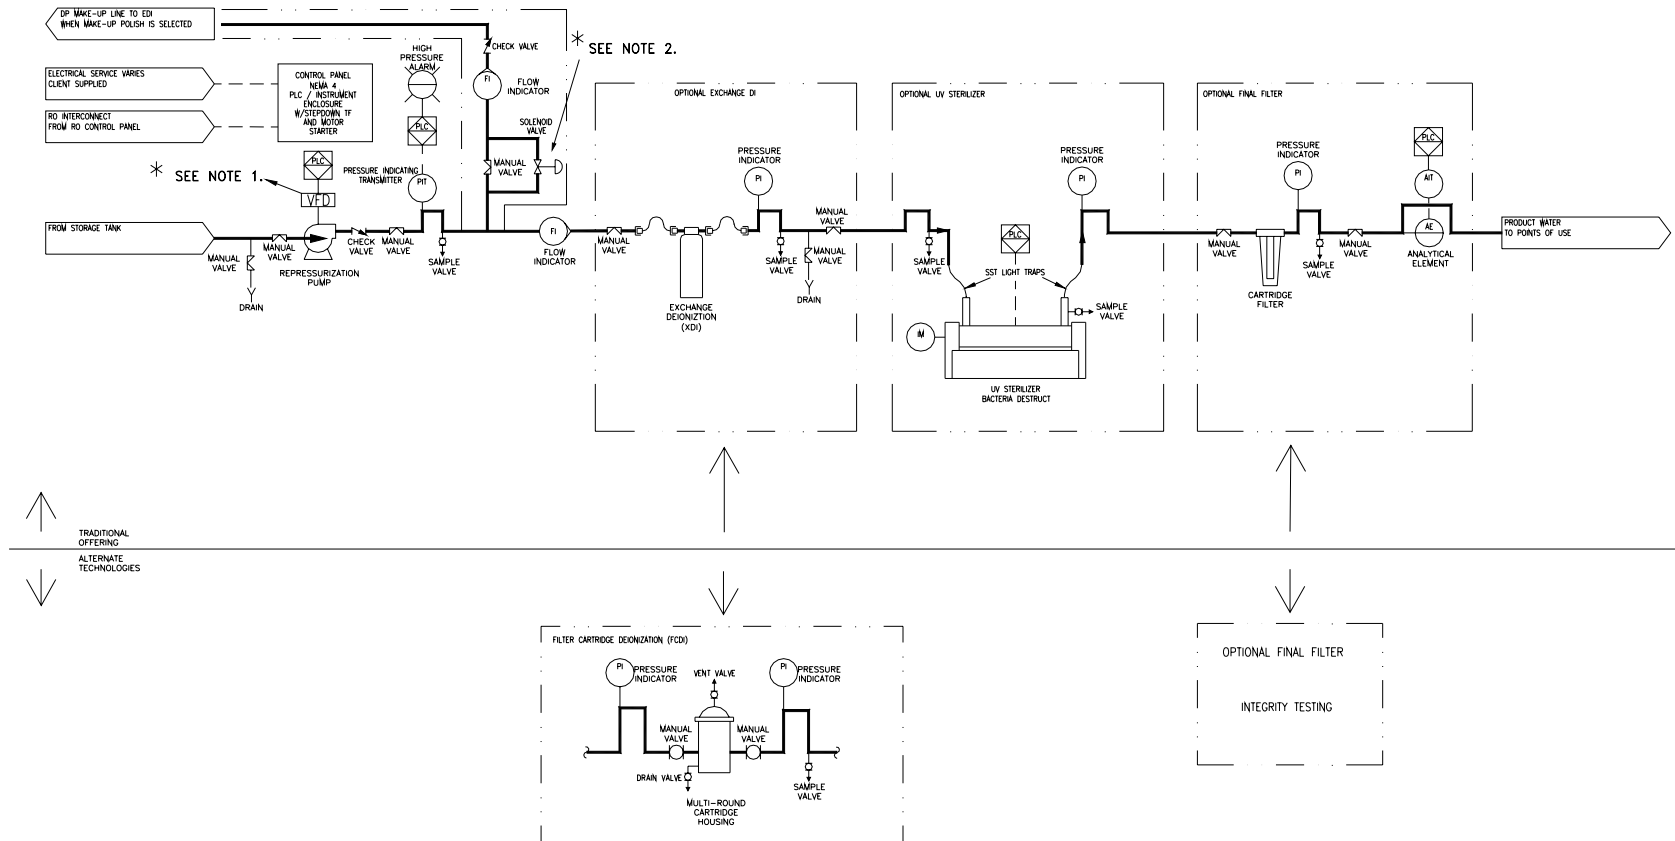 DP MAKE-UP LINE TO EDI
WHEN MAKE-UP POLISH IS SELECTED
ELECTRICAL SERVICE VARIES
CLIENT SUPPLIED
RO INTERCONNECT
FROM RO CONTROL PANEL
CONTROL PANEL
NEMA 4
PLC / INSTRUMENT
ENCLOSURE
W/STEPDOWN TF
AND MOTOR
STARTER
HIGH
PRESSURE
ALARM
PLC
PRESSURE INDICATING
TRANSMITTER
PIT
CHECK VALVE
FI
FLOW
INDICATOR
SOLENOID
VALVE
MANUAL
VALVE
* SEE NOTE 2.
* SEE NOTE 1.
PLC
VFD
FROM STORAGE TANK
MANUAL
VALVE
DRAIN
MANUAL
VALVE
REPRESSURIZATION
PUMP
CHECK
VALVE
MANUAL
VALVE
SAMPLE
VALVE
FI
FLOW
INDICATOR
OPTIONAL EXCHANGE DI
MANUAL
VALVE
EXCHANGE
DEIONIZTION
(XDI)
PRESSURE
INDICATOR
PI
SAMPLE
VALVE
MANUAL
VALVE
MANUAL
VALVE
DRAIN
OPTIONAL UV STERILIZER
SAMPLE
VALVE
PLC
SST LIGHT TRAPS
IM
UV STERILIZER
BACTERIA DESTRUCT
PRESSURE
INDICATOR
PI
SAMPLE
VALVE
OPTIONAL FINAL FILTER
MANUAL
VALVE
CARTRIDGE
FILTER
PRESSURE
INDICATOR
PI
SAMPLE
VALVE
MANUAL
VALVE
PLC
AIT
AE
ANALYTICAL
ELEMENT
PRODUCT WATER
TO POINTS OF USE
TRADITIONAL
OFFERING
ALTERNATE
TECHNOLOGIES
FILTER CARTRIDGE DEIONIZATION (FCDI)
PI
PRESSURE
INDICATOR
VENT VALVE
PI
PRESSURE
INDICATOR
MANUAL
VALVE
MANUAL
VALVE
DRAIN VALVE
MULTI-ROUND
CARTRIDGE
HOUSING
SAMPLE
VALVE
OPTIONAL FINAL FILTER
INTEGRITY TESTING